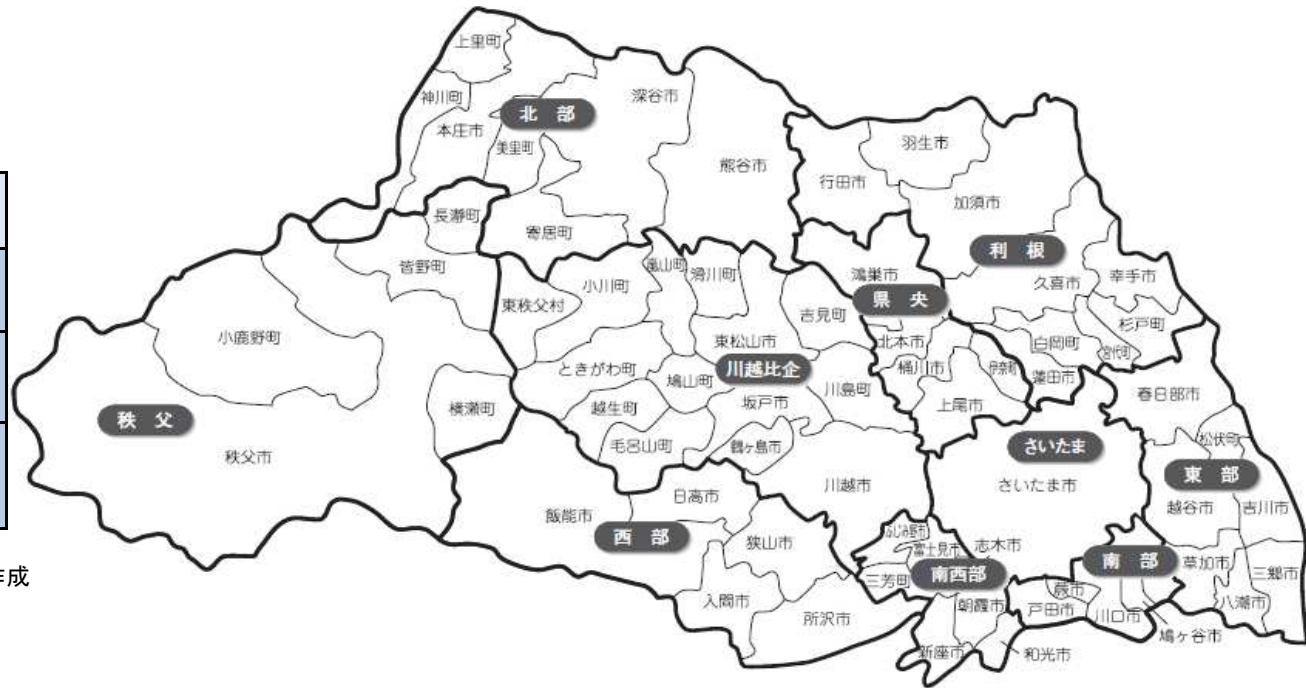 上里町
神川町
本庄市
北　部
美里町
深谷市
熊谷市
長瀞町
寄居町
皆野町
小鹿野町
秩　父
秩父市
横瀬町
東秩父村
小川町
嵐山町
滑川町
吉見町
ときがわ町
東松山市
鳩山町
川越比企
川島町
越生町
坂戸市
毛呂山町
鶴ヶ島市
川越市
行田市
羽生市
加須市
利　根
久喜市
幸手市
杉戸町
白岡町
宮代町
蓮田市
鴻巣市
県　央
北本市
桶川市
伊奈町
上尾市
さいたま
さいたま市
春日部市
松伏町
東　部
越谷市
吉川市
草加市
三郷市
八潮市
飯能市
日高市
西　部
狭山市
入間市
所沢市
ふじみ野市
富士見市
志木市
三芳町
南西部
朝霞市
新座市
和光市
南　部
蕨市
戸田市
川口市
鳩ヶ谷市
成